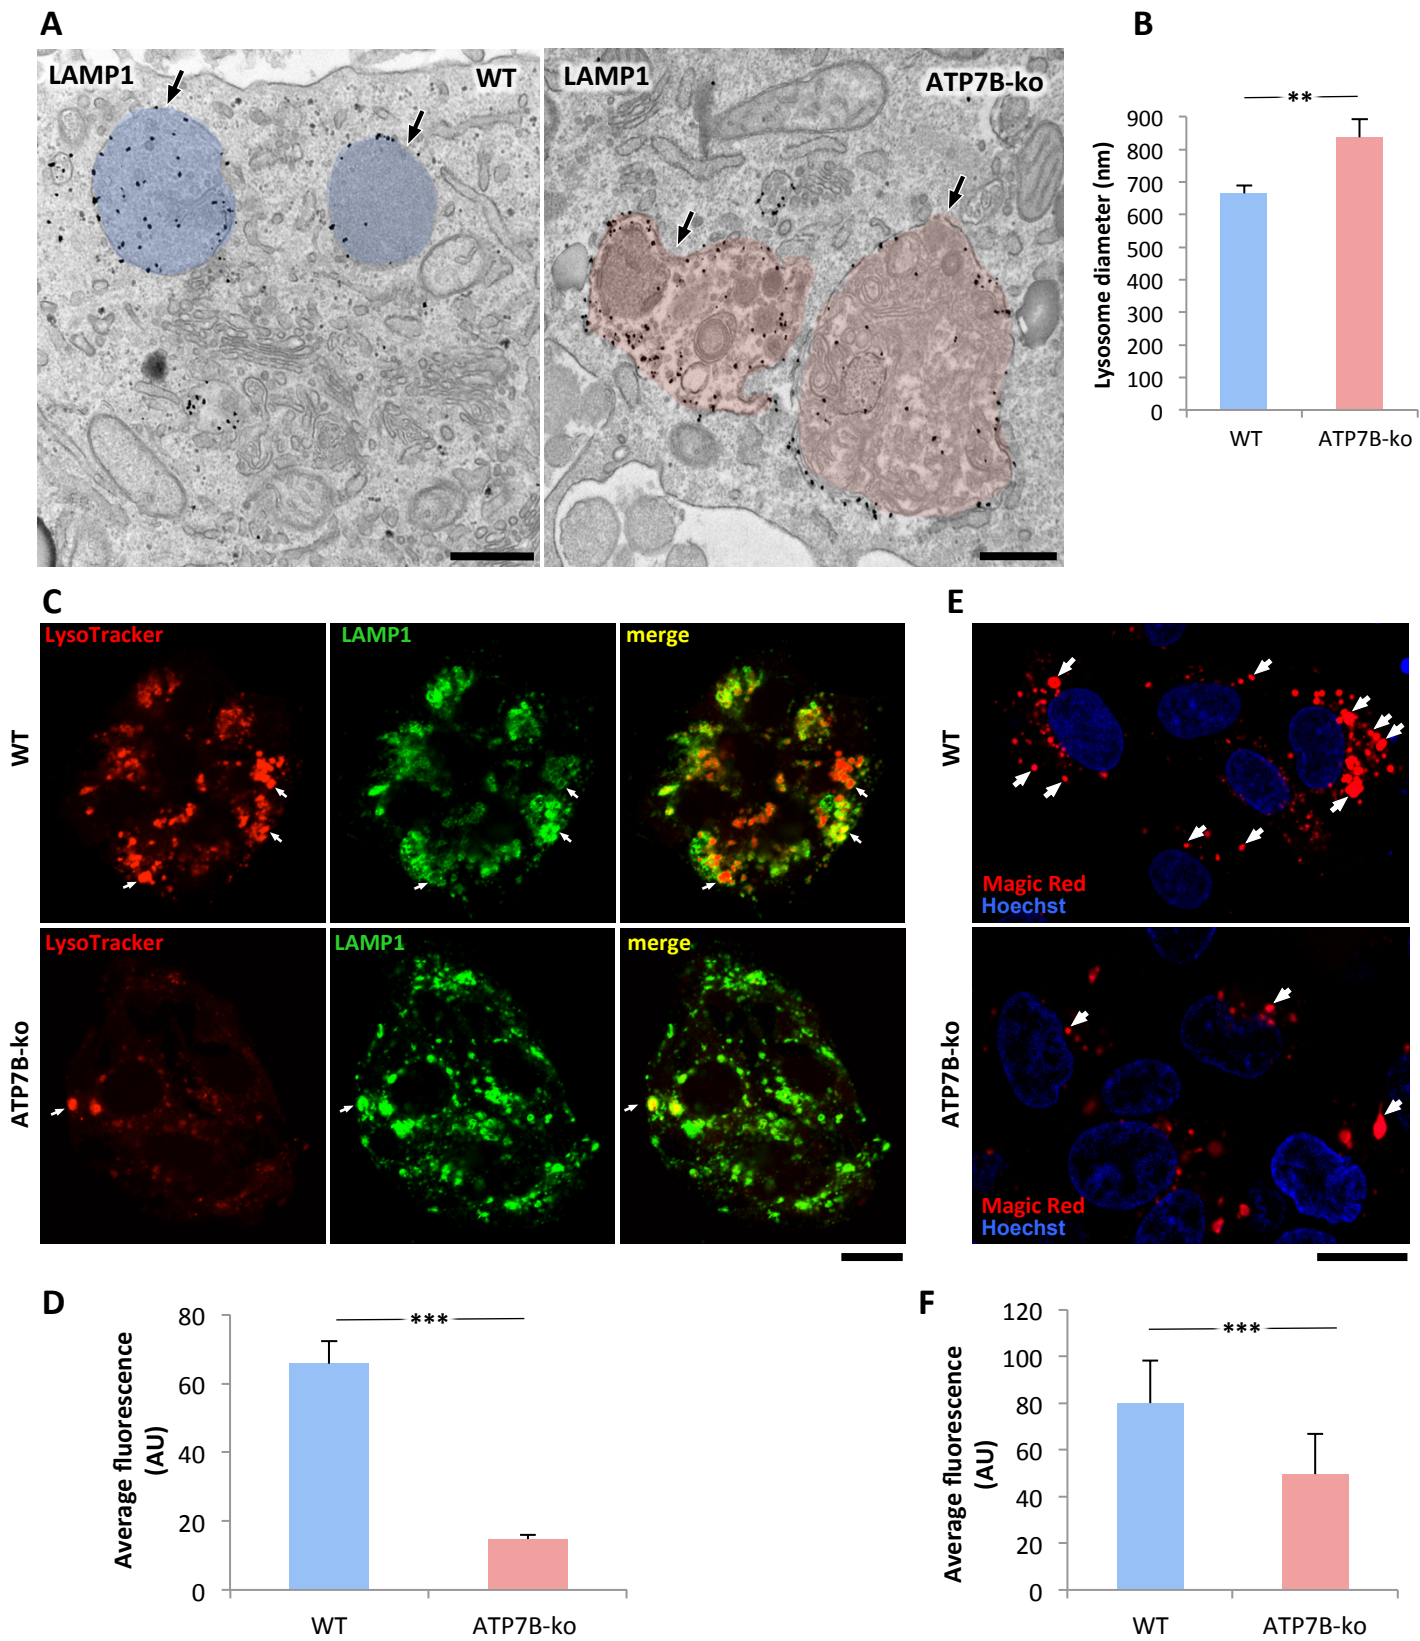 A
LAMP1
WT
LAMP1
ATP7B-ko
B
**
Lysosome diameter (nm)
900
800
700
600
500
400
300
200
100
0
WT
ATP7B-ko
C
LysoTracker
LAMP1
merge
WT
LysoTracker
LAMP1
merge
ATP7B-ko
E
WT
Magic Red
Hoechst
ATP7B-ko
Magic Red
Hoechst
D
***
Average fluorescence
(AU)
80
60
40
20
0
WT
ATP7B-ko
F
***
Average fluorescence
(AU)
120
100
80
60
40
20
0
WT
ATP7B-ko